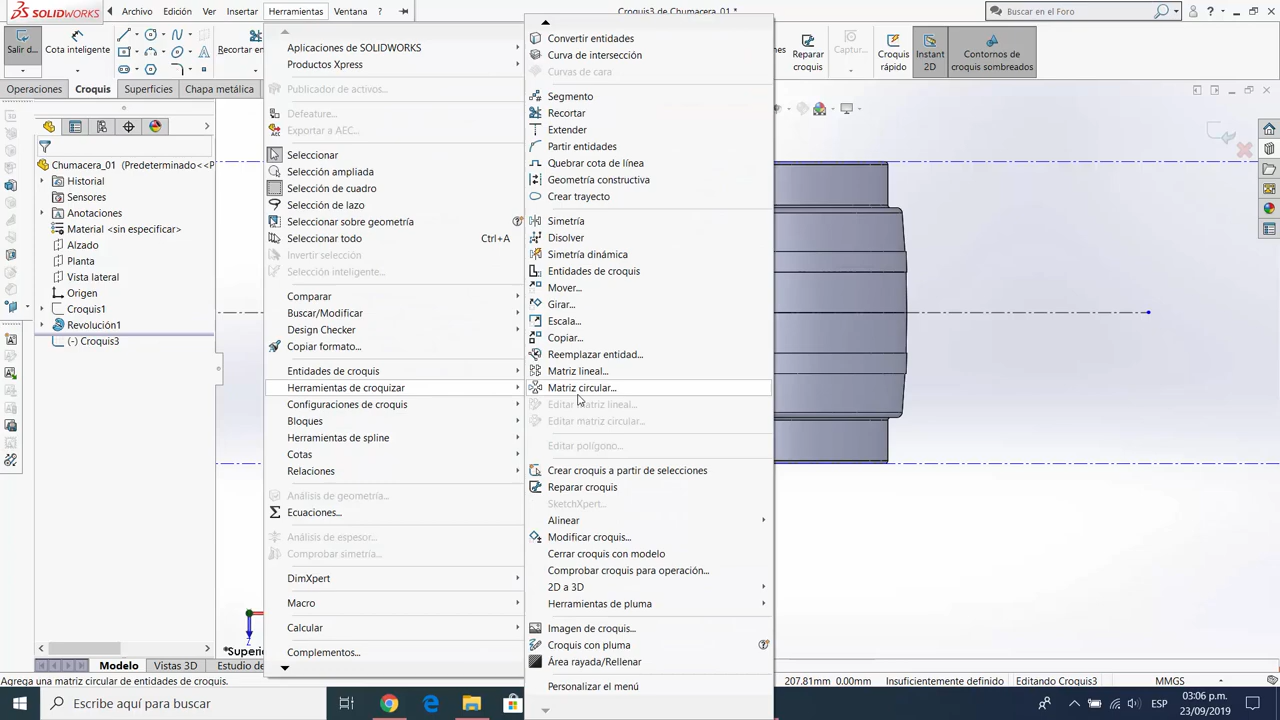 SOLIDWORKS
Archivo
Edición
Ver
Insertar
Herramientas
Ventana
?
Croquis3 de Chumacera_01 *
Buscar en el Foro
Salir d...
Cota inteligente
Recortar en
Reparar croquis
Captur...
Croquis rápido
Instant 2D
Contornos de croquis sombreados
Operaciones
Croquis
Superficies
Chapa metálica
Chumacera_01 (Predeterminado<<P
Historial
Sensores
Anotaciones
Material <sin especificar>
Alzado
Planta
Vista lateral
Origen
Croquis1
Revolución1
(-) Croquis3
Aplicaciones de SOLIDWORKS
Productos Xpress
Publicador de activos...
Defeature...
Exportar a AEC...
Seleccionar
Selección ampliada
Selección de cuadro
Selección de lazo
Seleccionar sobre geometría
Seleccionar todo Ctrl+A
Invertir selección
Selección inteligente...
Comparar
Buscar/Modificar
Design Checker
Copiar formato...
Entidades de croquis
Herramientas de croquizar
Configuraciones de croquis
Bloques
Herramientas de spline
Cotas
Relaciones
Análisis de geometría...
Ecuaciones...
Análisis de espesor...
Comprobar simetría...
DimXpert
Macro
Calcular
Complementos...
Convertir entidades
Curva de intersección
Curvas de cara
Segmento
Recortar
Extender
Partir entidades
Quebrar cota de línea
Geometría constructiva
Crear trayecto
Simetría
Disolver
Simetría dinámica
Entidades de croquis
Mover...
Girar...
Escala...
Copiar...
Reemplazar entidad...
Matriz lineal...
Matriz circular...
Editar matriz lineal...
Editar matriz circular...
Editar polígono...
Crear croquis a partir de selecciones
Reparar croquis
SketchXpert...
Alinear
Modificar croquis...
Cerrar croquis con modelo
Comprobar croquis para operación...
2D a 3D
Herramientas de pluma
Imagen de croquis...
Croquis con pluma
Área rayada/Rellenar
Personalizar el menú
*Superio
Modelo
Vistas 3D
Estudio de
Agrega una matriz circular de entidades de croquis.
207.81mm
0.00mm
Insuficientemente definido
Editando Croquis3
MMGS
Escribe aquí para buscar
ESP
03:06 p.m.
23/09/2019